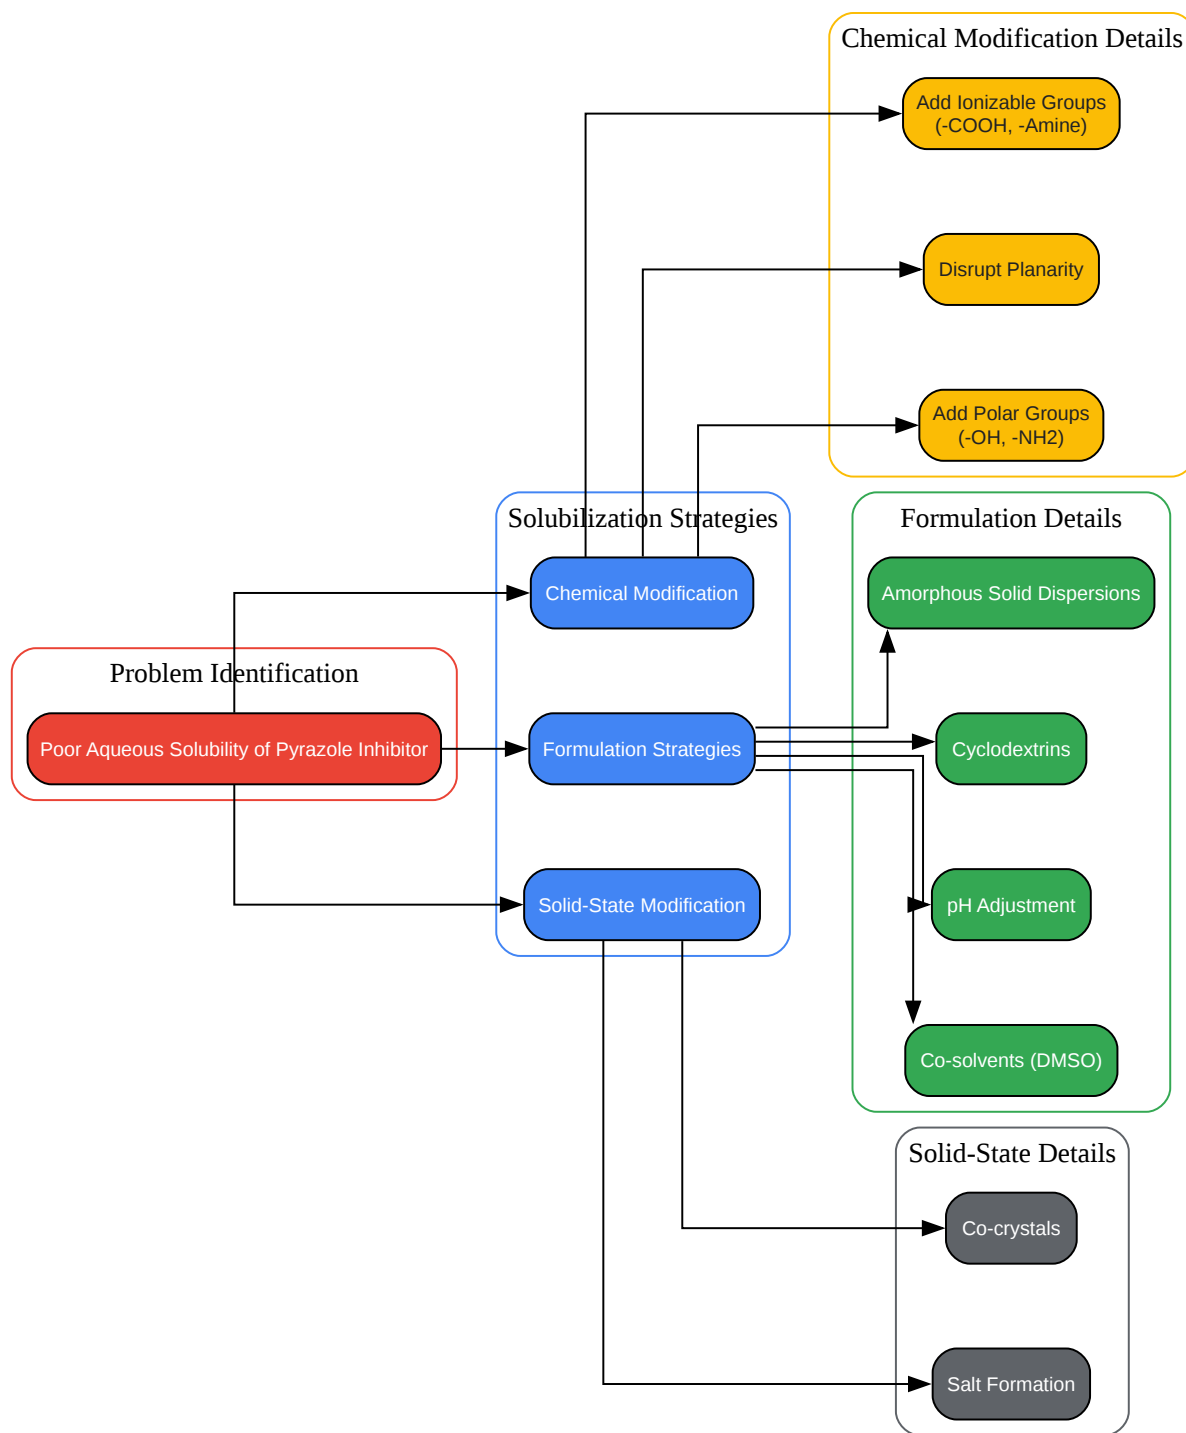 Chemical Modification Details
Add Ionizable Groups
(-COOH, -Amine)
Disrupt Planarity
Add Polar Groups
(-OH, -NH2)
Solubilization Strategies
Chemical Modification
Formulation Strategies
Solid-State Modification
Problem Identification
Poor Aqueous Solubility of Pyrazole Inhibitor
Formulation Details
Amorphous Solid Dispersions
Cyclodextrins
pH Adjustment
Co-solvents (DMSO)
Solid-State Details
Co-crystals
Salt Formation